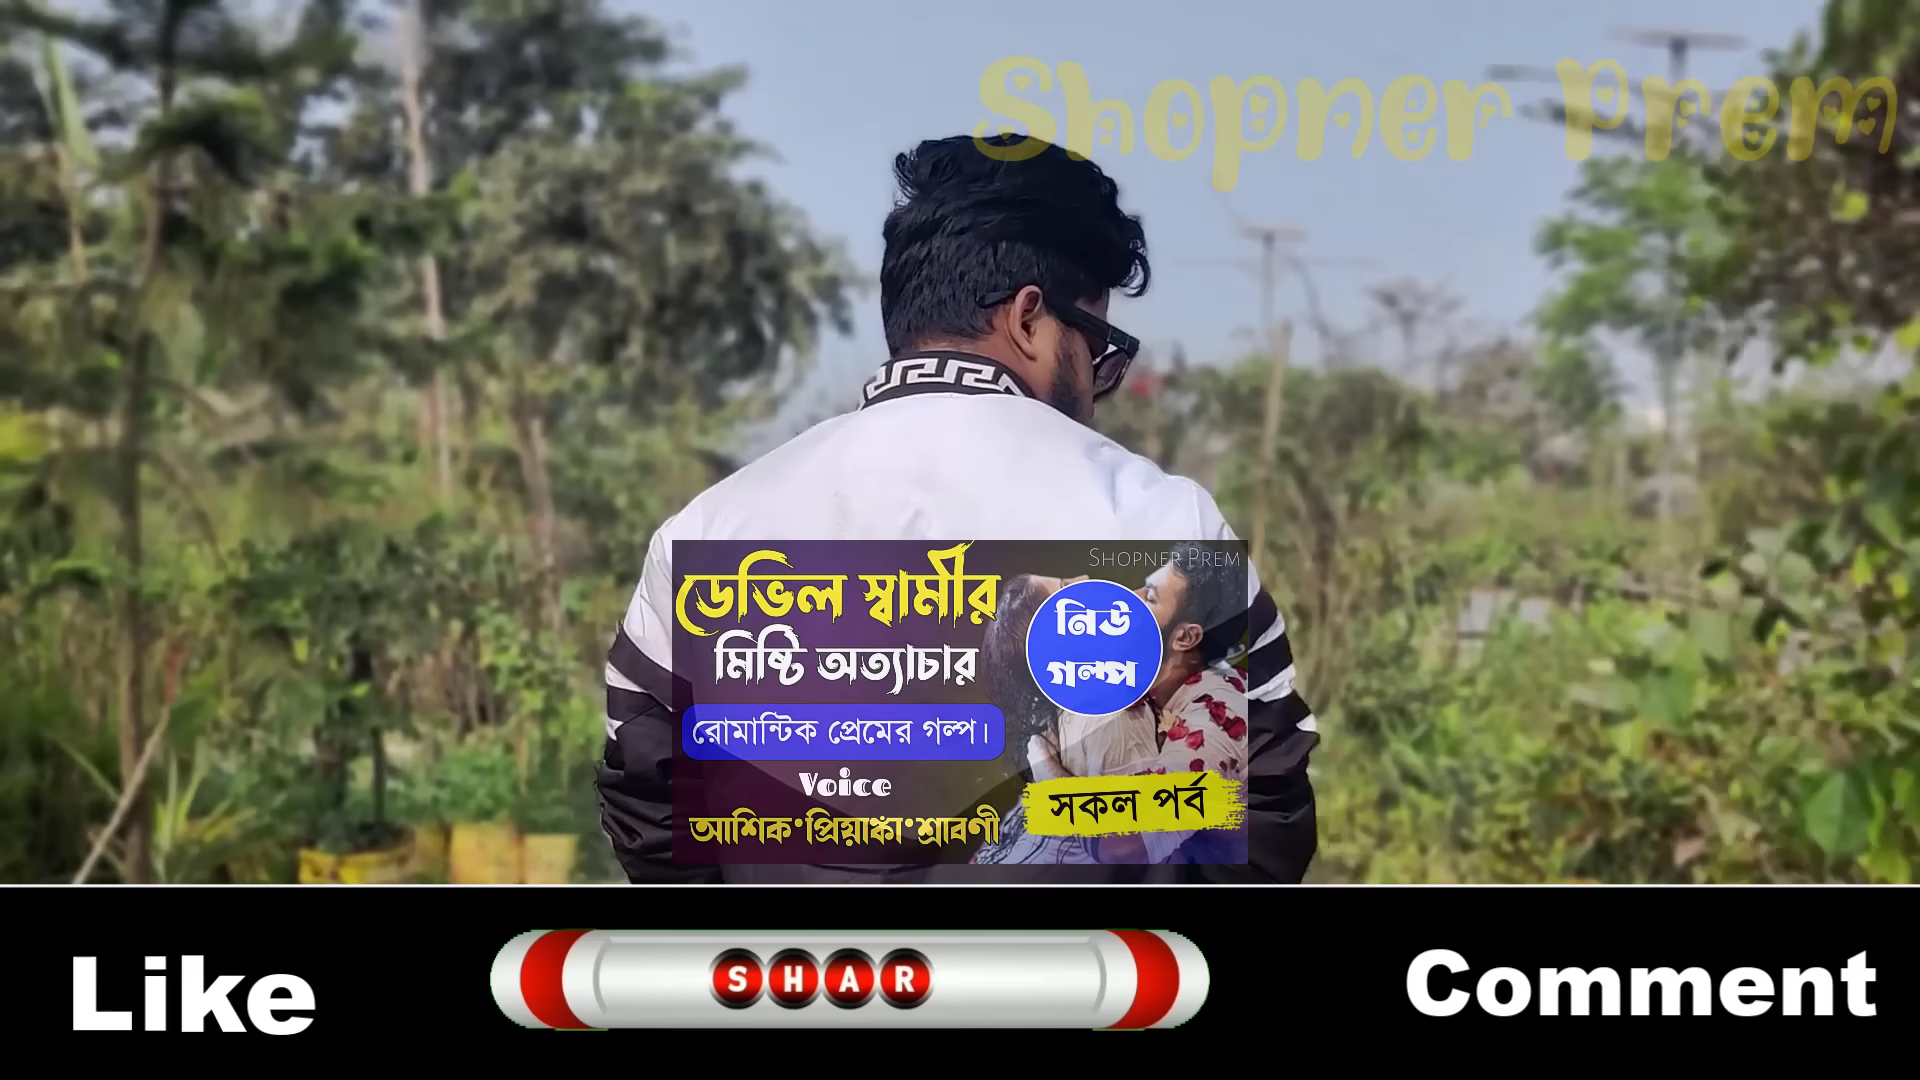 Shopner Prem
SHOPNER PREM
ডেভিল স্বামীর
মিষ্টি অত্যাচার
নিউ
গল্প
রোমান্টিক প্রেমের গল্প।
Voice
আশিক•প্রিয়াঙ্কা•শ্রাবণী
সকল পর্ব
Like
SHAR
Comment